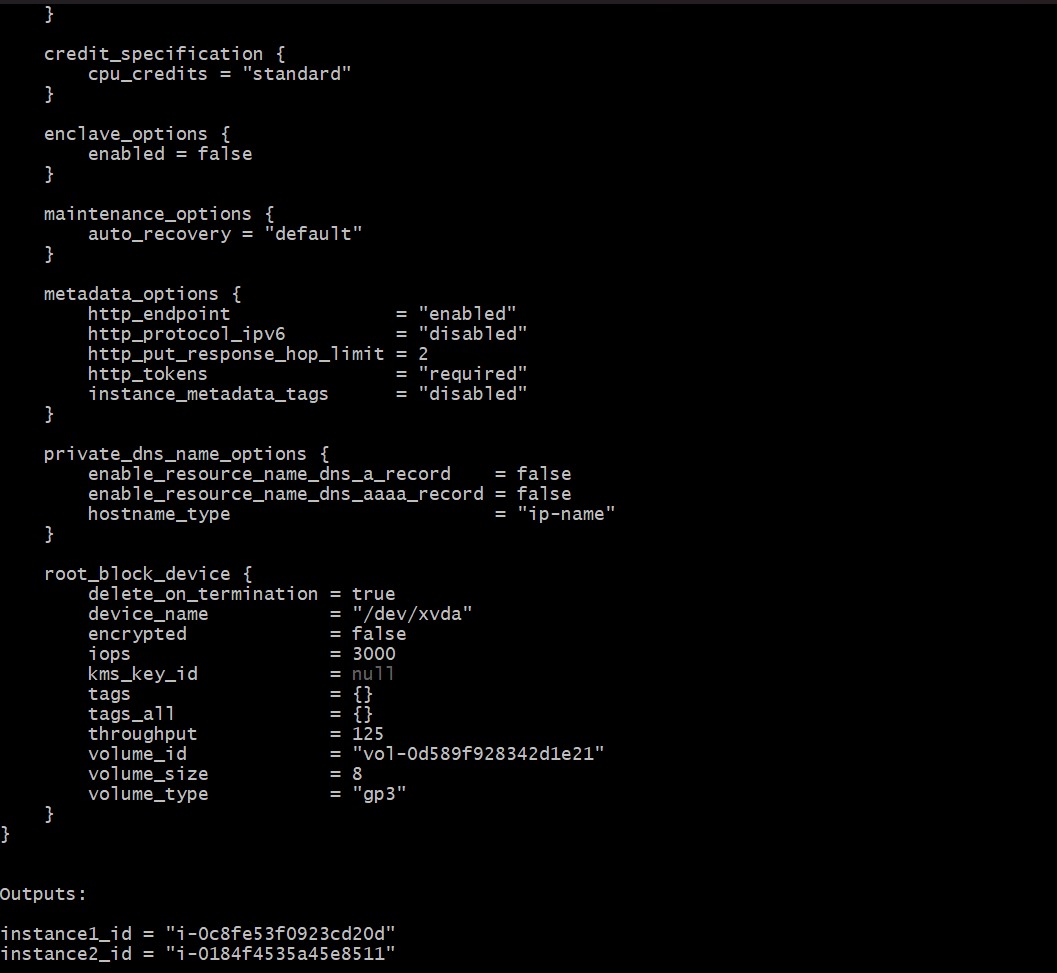 }

    credit_specification {
        cpu_credits = "standard"
    }

    enclave_options {
        enabled = false
    }

    maintenance_options {
        auto_recovery = "default"
    }

    metadata_options {
        http_endpoint               = "enabled"
        http_protocol_ipv6          = "disabled"
        http_put_response_hop_limit = 2
        http_tokens                 = "required"
        instance_metadata_tags      = "disabled"
    }

    private_dns_name_options {
        enable_resource_name_dns_a_record    = false
        enable_resource_name_dns_aaaa_record = false
        hostname_type                        = "ip-name"
    }

    root_block_device {
        delete_on_termination = true
        device_name           = "/dev/xvda"
        encrypted             = false
        iops                  = 3000
        kms_key_id            = null
        tags                  = {}
        tags_all              = {}
        throughput            = 125
        volume_id             = "vol-0d589f928342d1e21"
        volume_size           = 8
        volume_type           = "gp3"
    }
}


Outputs:

instance1_id = "i-0c8fe53f0923cd20d"
instance2_id = "i-0184f4535a45e8511"